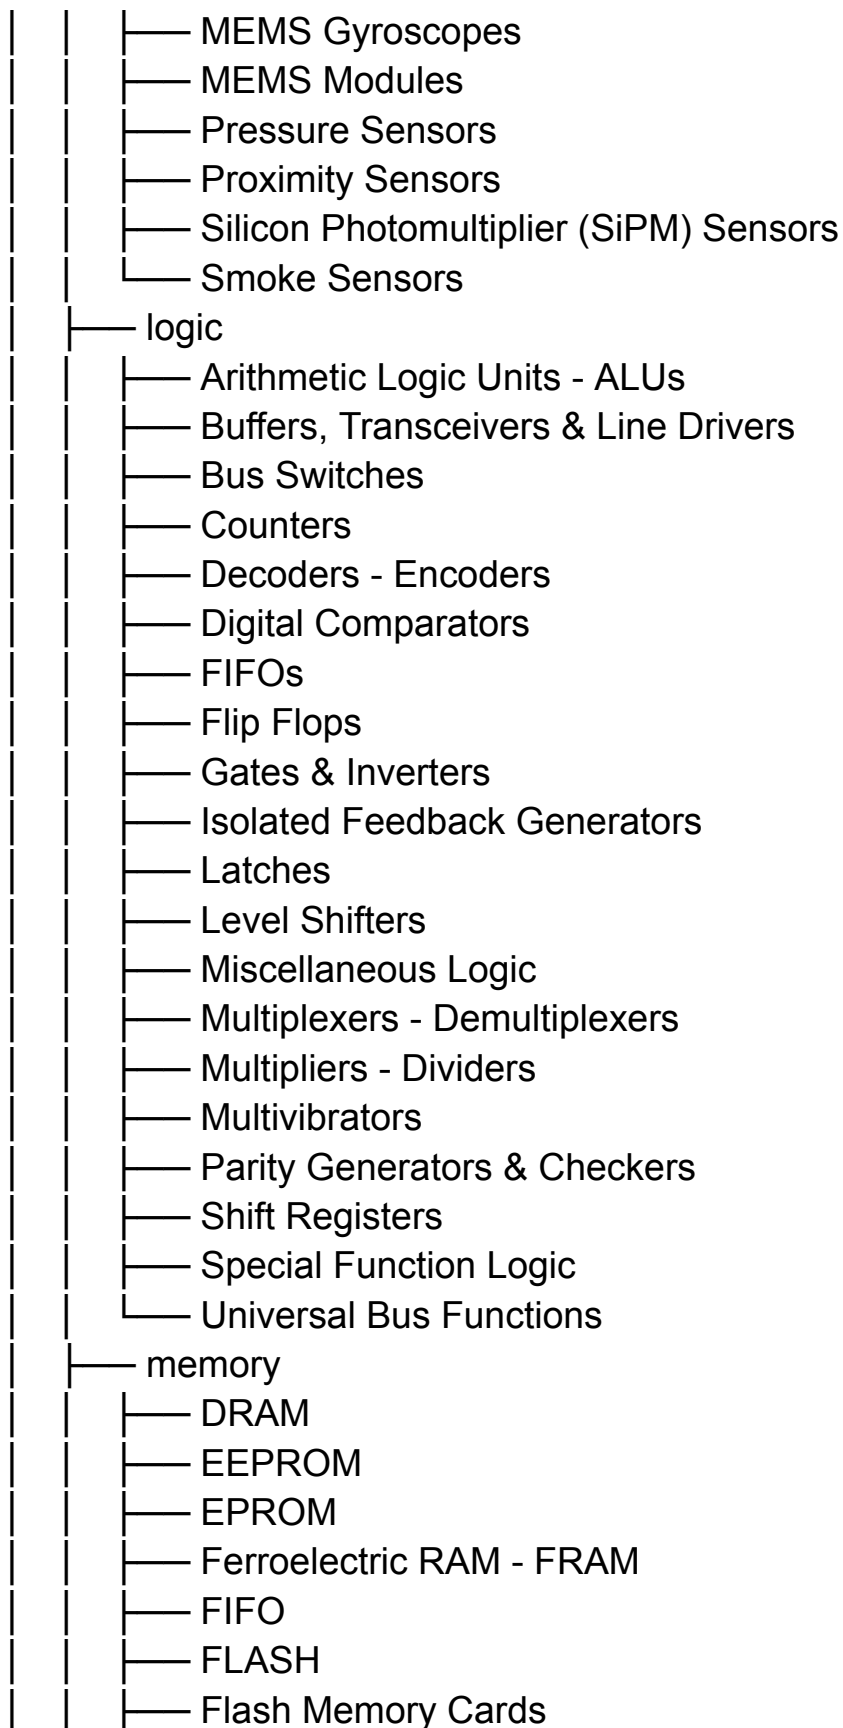 MEMS Gyroscopes
MEMS Modules
Pressure Sensors
Proximity Sensors
Silicon Photomultiplier (SiPM) Sensors
Smoke Sensors
logic
Arithmetic Logic Units - ALUs
Buffers, Transceivers & Line Drivers
Bus Switches
Counters
Decoders - Encoders
Digital Comparators
FIFOs
Flip Flops
Gates & Inverters
Isolated Feedback Generators
Latches
Level Shifters
Miscellaneous Logic
Multiplexers - Demultiplexers
Multipliers - Dividers
Multivibrators
Parity Generators & Checkers
Shift Registers
Special Function Logic
Universal Bus Functions
memory
DRAM
EEPROM
EPROM
Ferroelectric RAM - FRAM
FIFO
FLASH
Flash Memory Cards